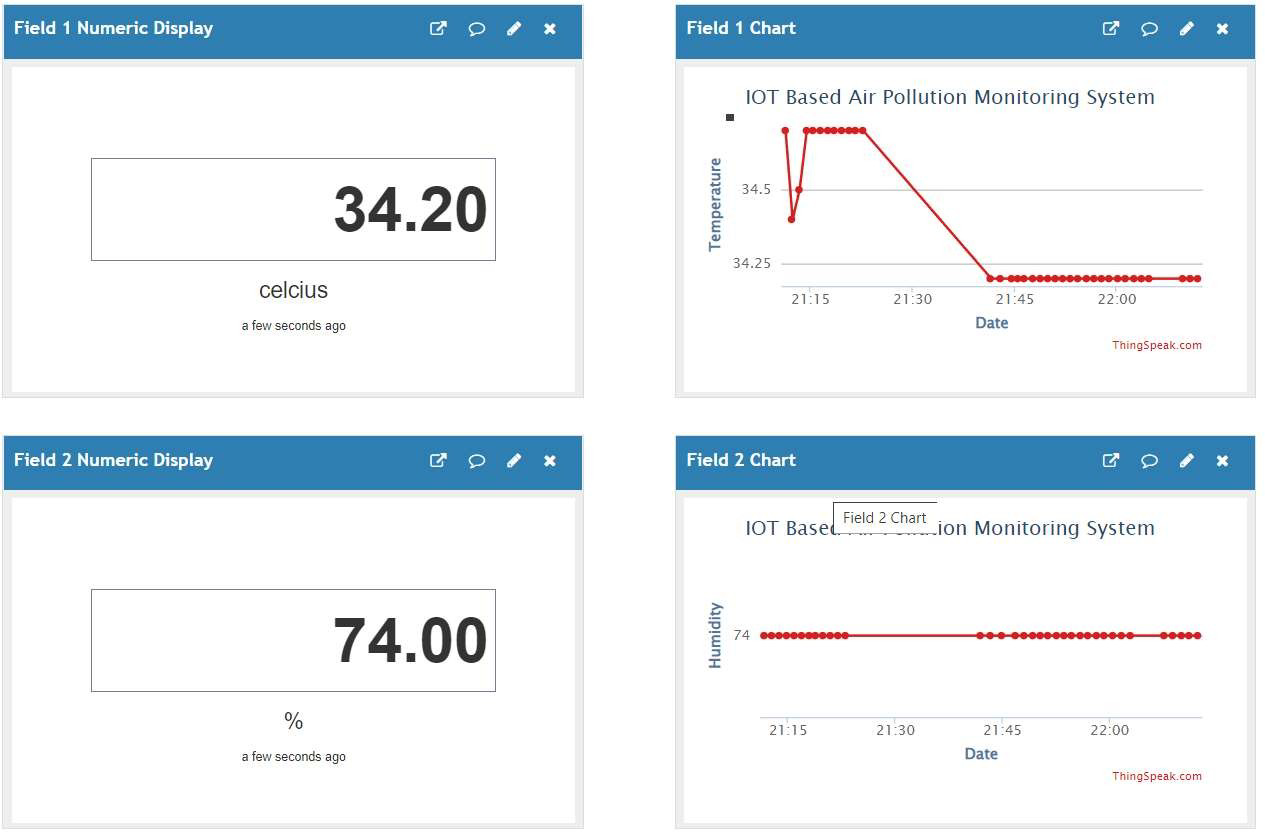 Field 1 Numeric Display
34.20
celcius
a few seconds ago
Field 1 Chart
IOT Based Air Pollution Monitoring System
Temperature
34.5
34.25
21:15 21:30 21:45 22:00
Date
ThingSpeak.com
Field 2 Numeric Display
74.00
%
a few seconds ago
Field 2 Chart
Field 2 Chart
IOT Based Air Pollution Monitoring System
Humidity
74
21:15 21:30 21:45 22:00
Date
ThingSpeak.com